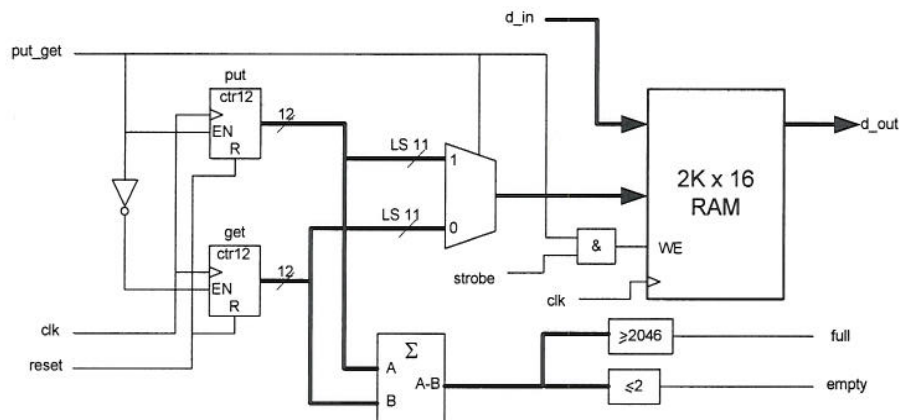 d_in
put_get
put
ctr12
EN
R
12
LS 11
1
LS 11
0
2K x 16
RAM
d_out
WE
&
strobe
clk
get
ctr12
EN
R
12
clk
reset
Σ
A
B
A-B
≥2046
full
≤2
empty